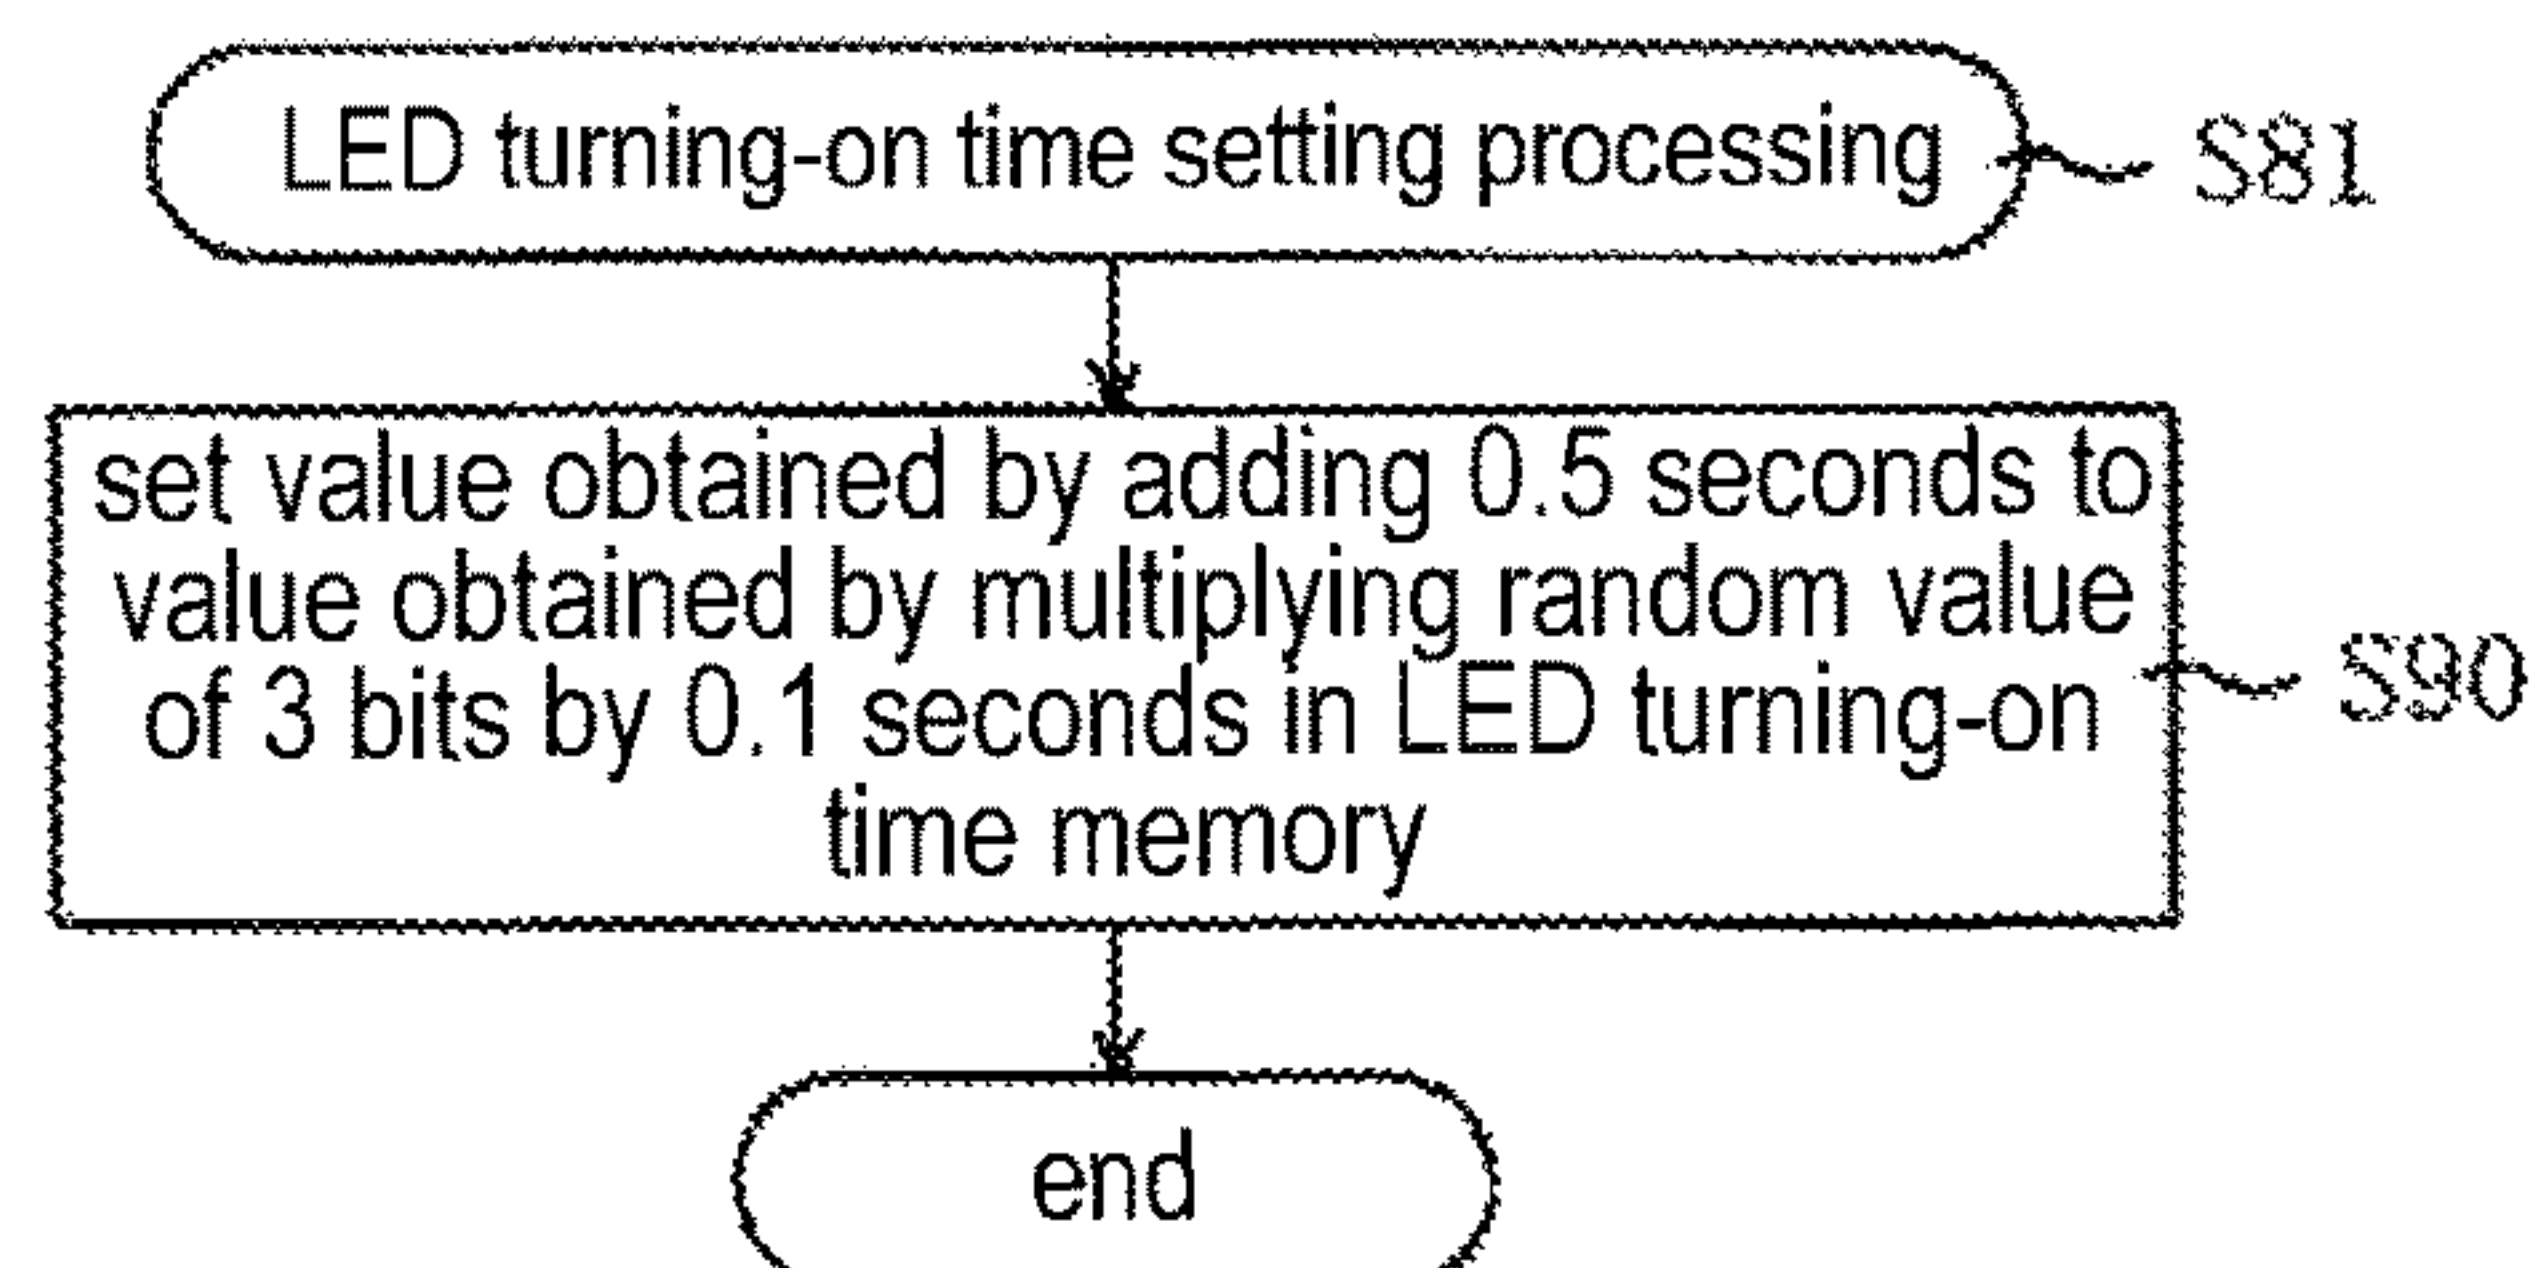 LED turning-on time setting processing
S81
set value obtained by adding 0.5 seconds to
value obtained by multiplying random value
of 3 bits by 0.1 seconds in LED turning-on
time memory
S90
end